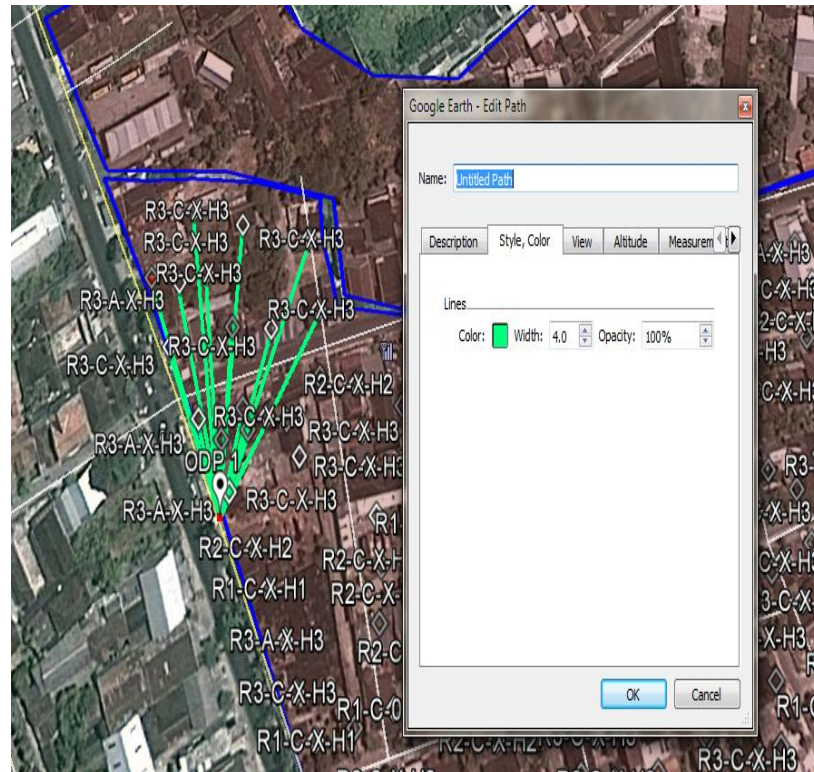 Google Earth - Edit Path
Name: Untitled Path
Description Style, Color View Altitude
Lines
Color: Width: 4.0 Opacity: 100%
OK Cancel
R3-C-X-H3
R3-C-X-H3
R3-C-X-H3
R3-C-X-H3
R3-A-X-H3
R3-C-X-H3
R3-C-X-H3
R3-C-X-H3
R2-C-X-H2
R3-C-X-H3
R3-C-X-H3
R3-A-X-H3
ODP 1
R3-C-X-H3
R3-A-X-H3
R2-C-X-H2
R1-C-X-H1
R3-A-X-H3
R3-C-X-H3
R1-C-X-H1
R3-C-X-H3